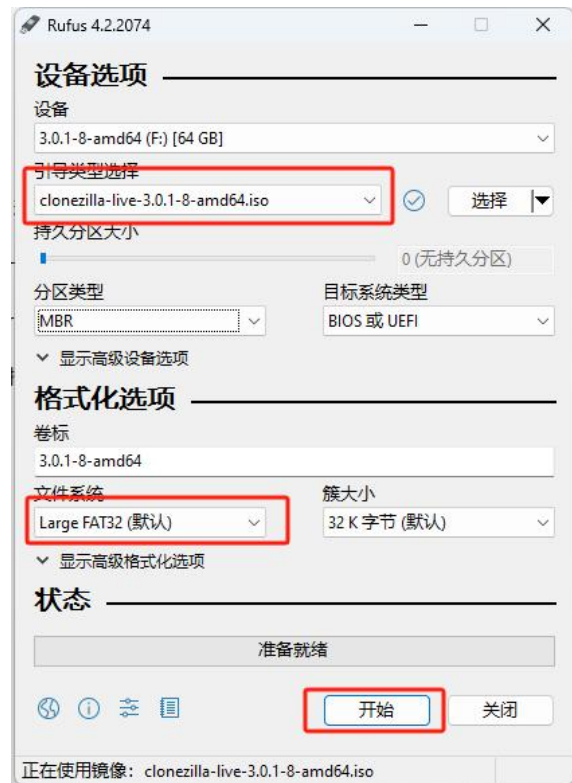 Rufus 4.2.2074
设备选项
设备
3.0.1-8-amd64 (F:) [64 GB]
引导类型选择
clonezilla-live-3.0.1-8-amd64.iso 选择
持久分区大小
0 (无持久分区)
分区类型 目标系统类型
MBR BIOS 或 UEFI
显示高级设备选项
格式化选项
卷标
3.0.1-8-amd64
文件系统 簇大小
Large FAT32 (默认) 32 K 字节 (默认)
显示高级格式化选项
状态
准备就绪
开始 关闭
正在使用镜像: clonezilla-live-3.0.1-8-amd64.iso